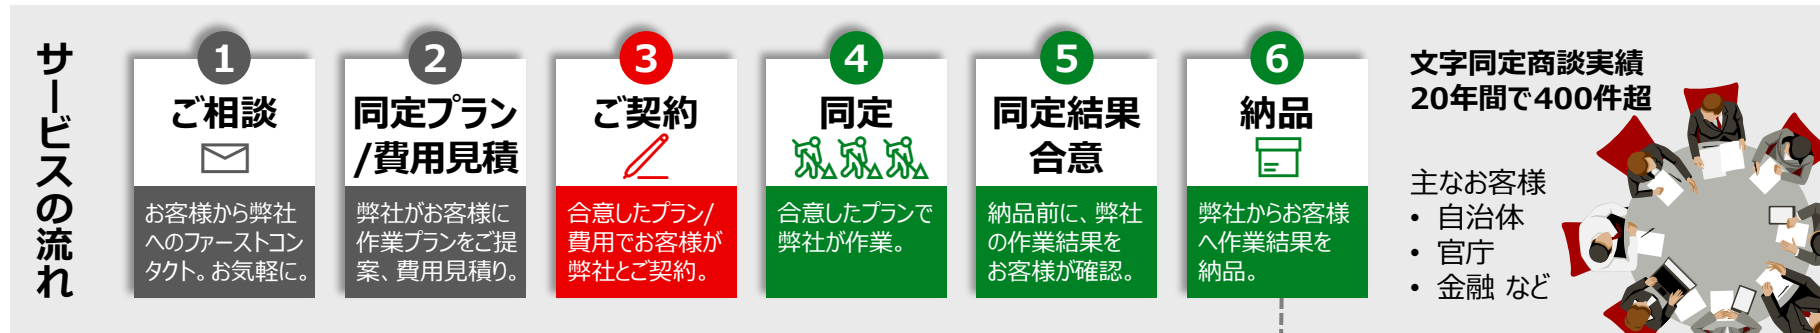 サービスの流れ
1
ご相談
お客様から弊社
へのファーストコン
タクト。お気軽に。
2
同定プラン
/費用見積
弊社がお客様に
作業プランをご提
案、費用見積り。
3
ご契約
合意したプラン/
費用でお客様が
弊社とご契約。
4
同定
合意したプランで
弊社が作業。
5
同定結果
合意
納品前に、弊社
の作業結果を
お客様が確認。
6
納品
弊社からお客様
へ作業結果を
納品。
文字同定商談実績
20年間で400件超
主なお客様
• 自治体
• 官庁
• 金融 など